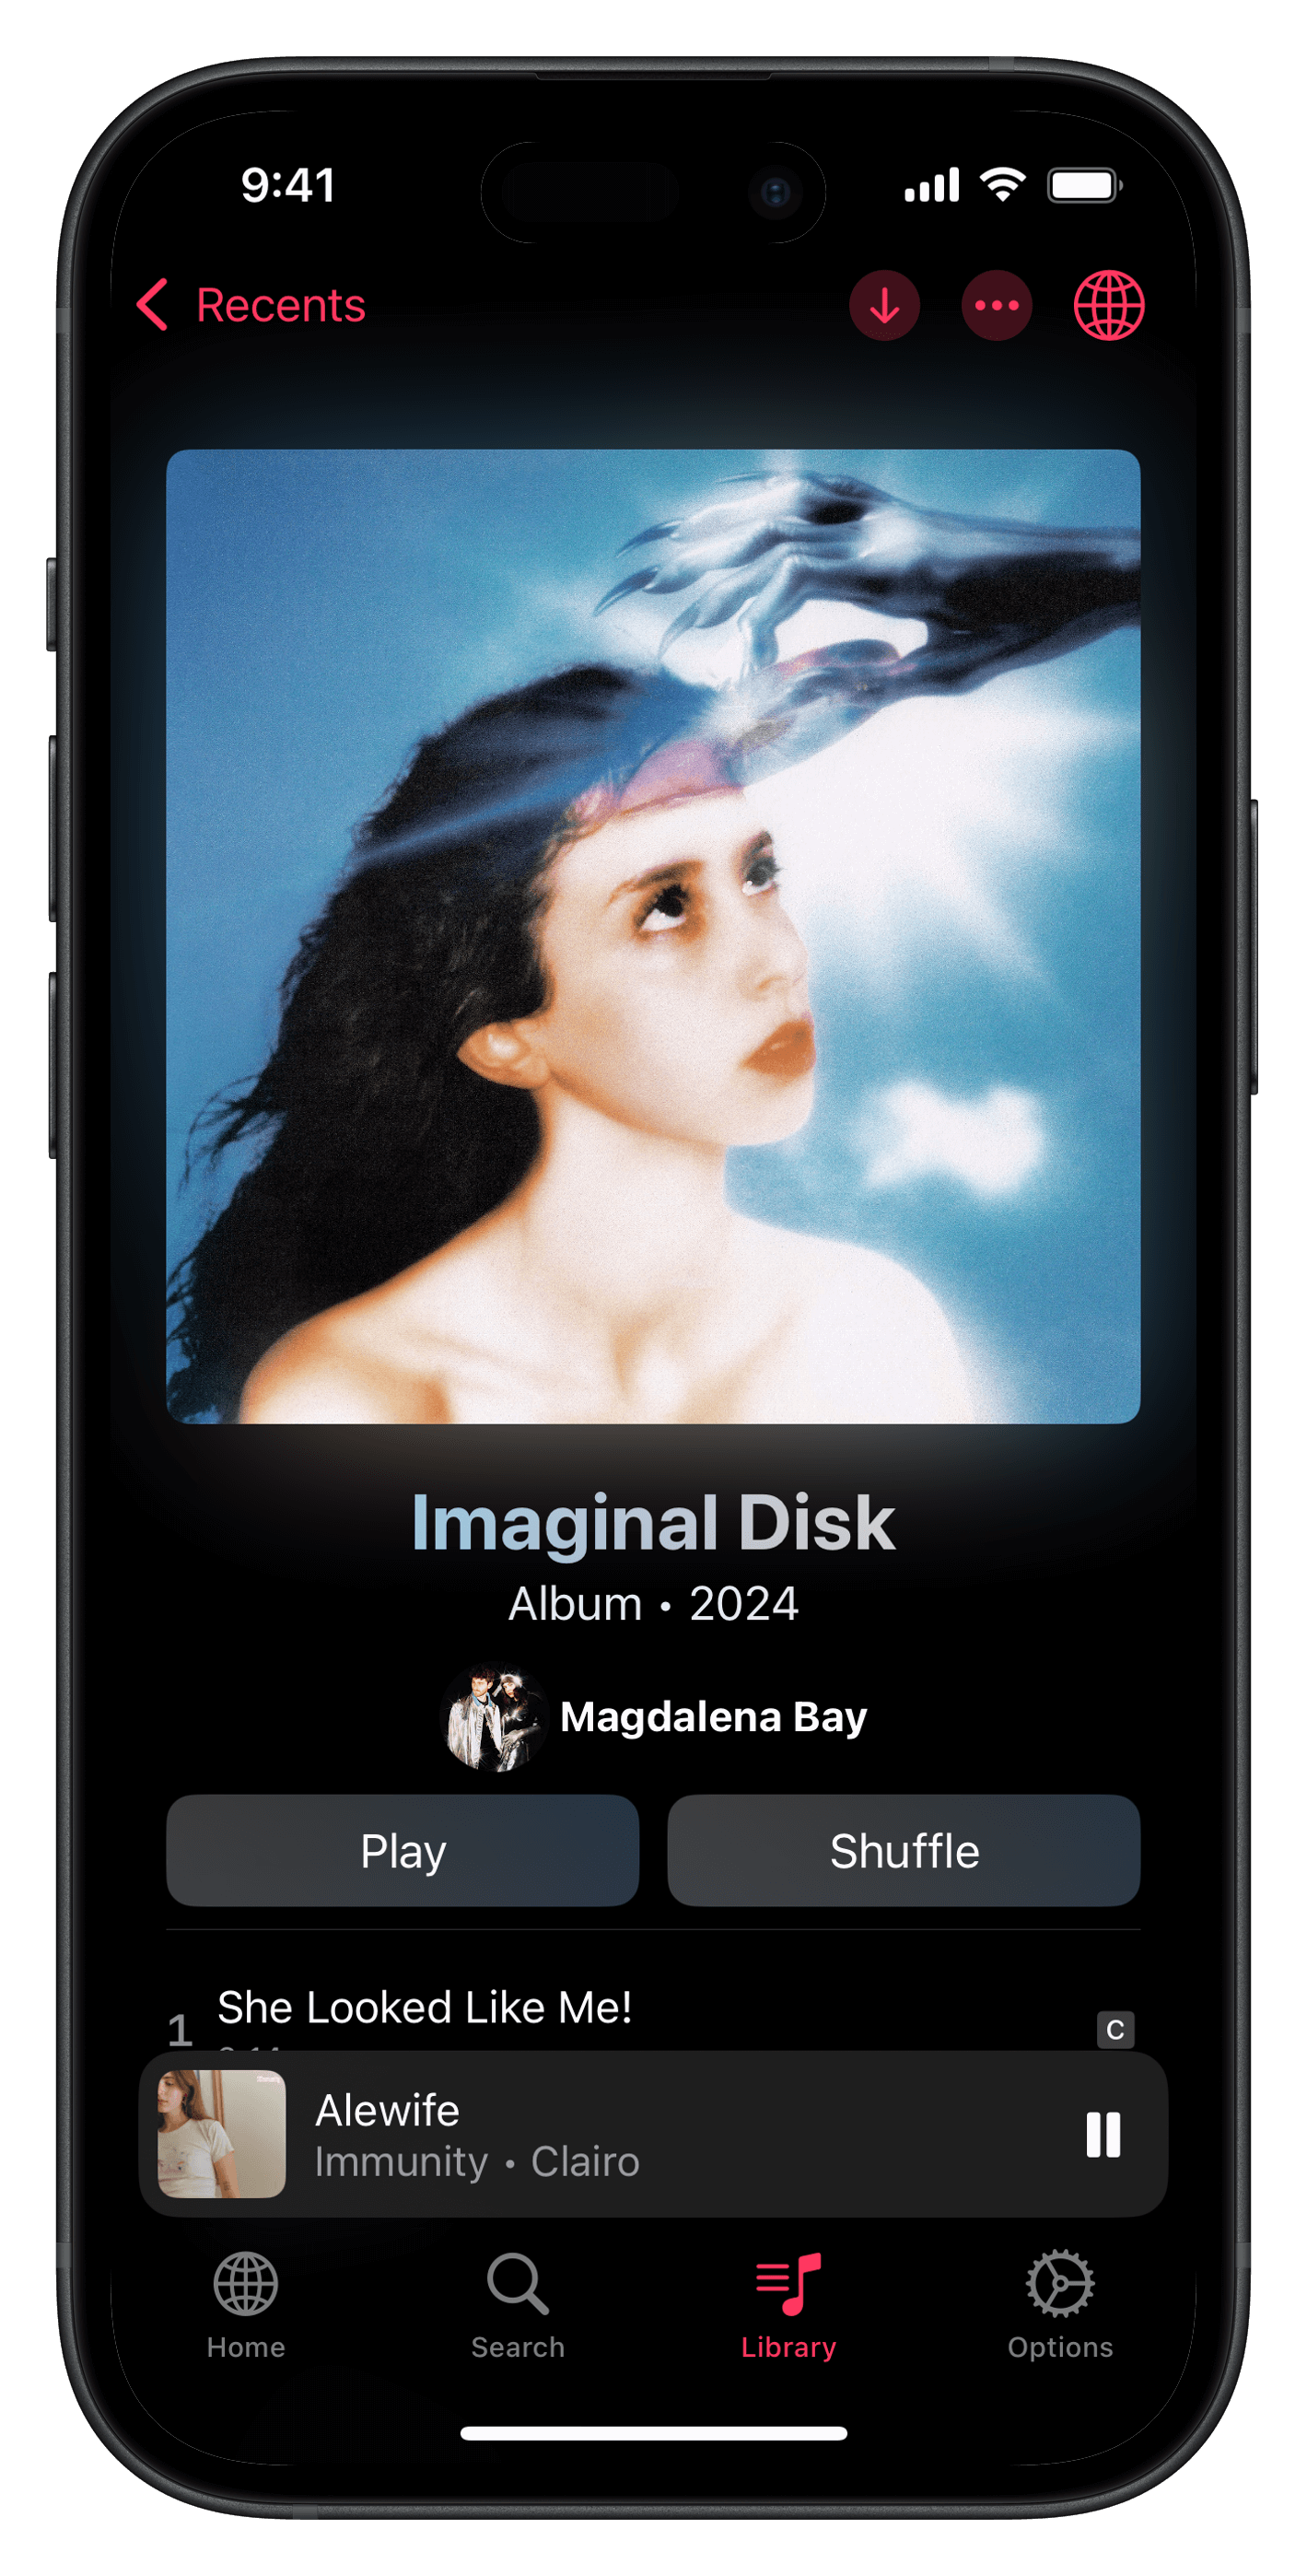 9:41
Recents
Imaginal Disk
Album • 2024
Magdalena Bay
Play
Shuffle
1
She Looked Like Me!
C
Alewife
Immunity • Clairo
Home
Search
Library
Options